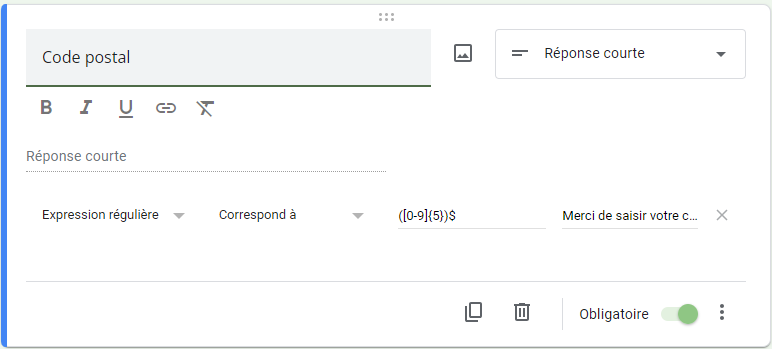 Code postal
Réponse courte
B I U
Réponse courte
Expression régulière
Correspond à
([0-9]{5})$
Merci de saisir votre c...
Obligatoire